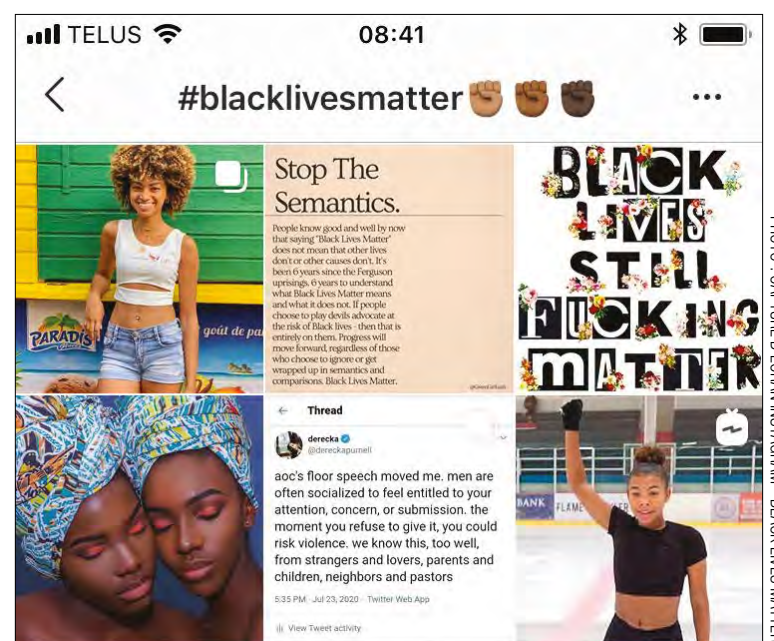 TELUS 08:41
#blacklivesmatter✊🏽✊🏾✊🏿
PARADIS
goût de
Stop The
Semantics.
People know good and well by now
that saying "Black Lives Matter"
does not mean that other lives
don't or other causes don't. It's
been 6 years since the Ferguson
uprisings. 6 years to understand
what Black Lives Matter means
and what it does not. If people
choose to play devils advocate at
the risk of Black lives - then that is
entirely on them. Progress will
move forward, regardless of those
who choose to ignore or get
wrapped up in semantics and
comparisons. Black Lives Matter.
BLACK
LIVES
STILL
FUCKING
MATTER
Thread
derecka
@dereckapurnell
aoc's floor speech moved me. men are
often socialized to feel entitled to your
attention, concern, or submission. the
moment you refuse to give it, you could
risk violence. we know this, too well,
from strangers and lovers, parents and
children, neighbors and pastors
5:35 PM · Jul 23, 2020 · Twitter Web App
View Tweet activity
BANK FLAME